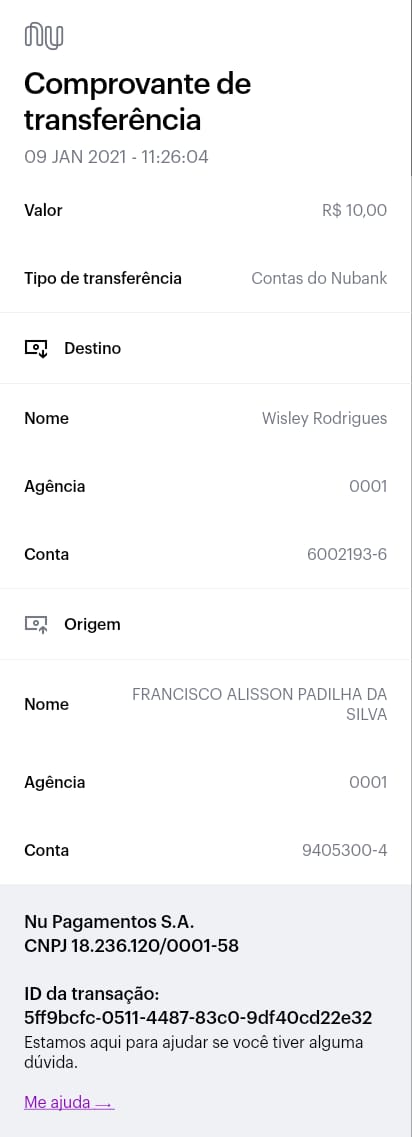 nu
Comprovante de
transferência
09 JAN 2021 - 11:26:04
Valor R$ 10,00
Tipo de transferência Contas do Nubank
Destino
Nome Wisley Rodrigues
Agência 0001
Conta 6002193-6
Origem
Nome FRANCISCO ALISSON PADILHA DA
SILVA
Agência 0001
Conta 9405300-4
Nu Pagamentos S.A.
CNPJ 18.236.120/0001-58
ID da transação:
5ff9bcfc-0511-4487-83c0-9df40cd22e32
Estamos aqui para ajudar se você tiver alguma
dúvida.
Me ajuda →